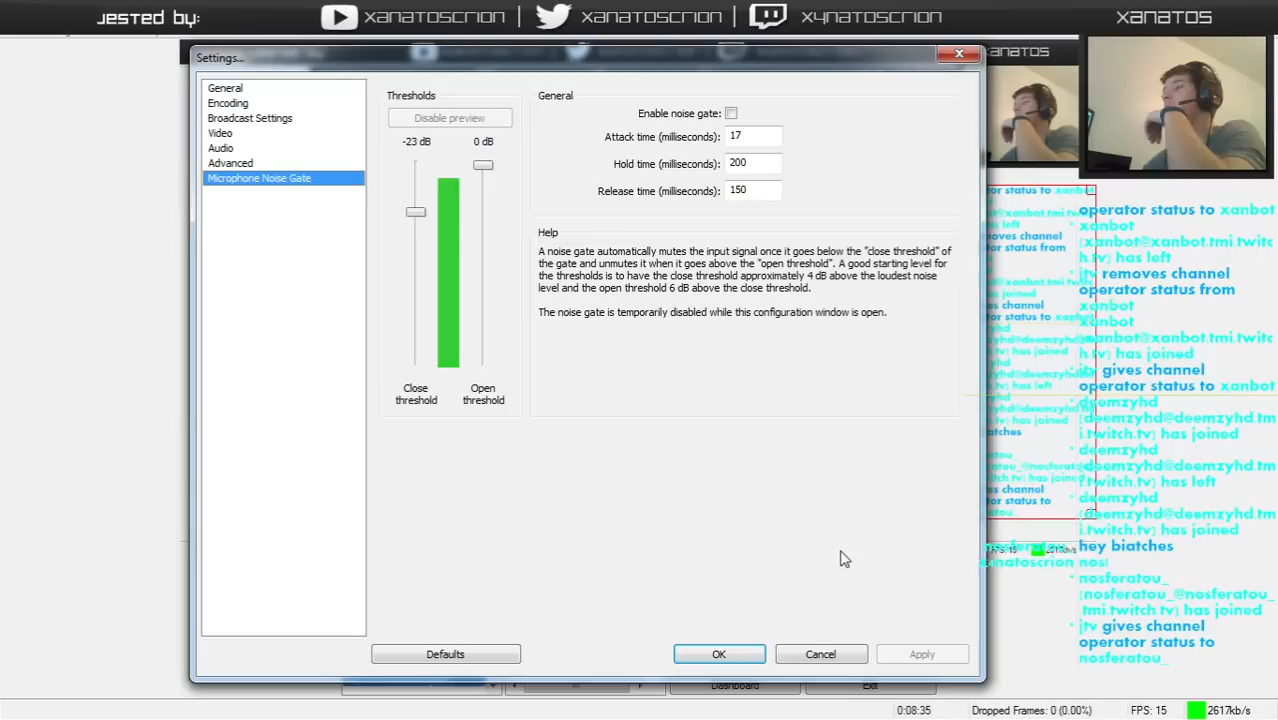 Jested by:
xanatoscrion | xanatoscrion | x4natoscrion
xanatos
Settings...
General
Encoding
Broadcast Settings
Video
Audio
Advanced
Microphone Noise Gate
Thresholds
Disable preview
-23 dB 0 dB
Close threshold
Open threshold
General
Enable noise gate:
Attack time (milliseconds): 17
Hold time (milliseconds): 200
Release time (milliseconds): 150
Help
A noise gate automatically mutes the input signal once it goes below the "close threshold" of
the gate and unmutes it when it goes above the "open threshold". A good starting level for
the thresholds is to have the close threshold approximately 4 dB above the loudest noise
level and the open threshold 6 dB above the close threshold.
The noise gate is temporarily disabled while this configuration window is open.
Defaults
OK
Cancel
Apply
operator status to xanbot
xanbot
[xanbot@xanbot.tmi.twitc
h.tv] has left
jtv removes channel
operator status from
xanbot
xanbot
[xanbot@xanbot.tmi.twitc
h.tv] has joined
jtv gives channel
operator status to xanbot
deemzyhd
[deemzyhd@deemzyhd.tm
i.twitch.tv] has joined
deemzyhd
[deemzyhd@deemzyhd.tm
i.twitch.tv] has left
deemzyhd
[deemzyhd@deemzyhd.tm
i.twitch.tv] has joined
nosferatou_ hey biatches
x4natoscrion nos!
nosferatou_
[nosferatou_@nosferatou_
.tmi.twitch.tv] has joined
jtv gives channel
operator status to
nosferatou_
Dashboard
Exit
0:08:35
Dropped Frames: 0 (0.00%)
FPS: 15
2617kb/s